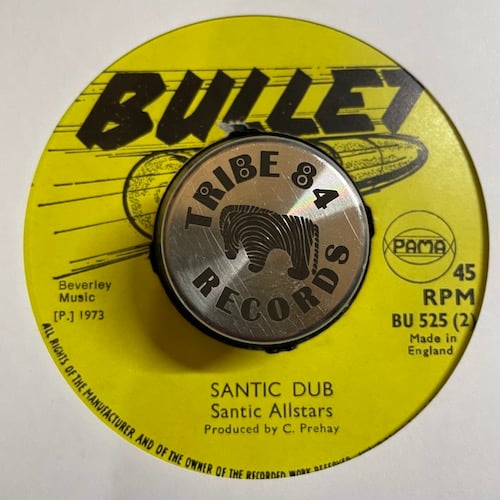 BULLET
TRIBE 84
RECORDS
PAMA
45
RPM
BU 525 (2)
Made in
England
Beverley
Music
[P.] 1973
SANTIC DUB
Santic Allstars
Produced by C. Prehay
ALL RIGHTS OF THE MANUFACTURER AND OF THE OWNER OF THE RECORDED WORK RESERVED